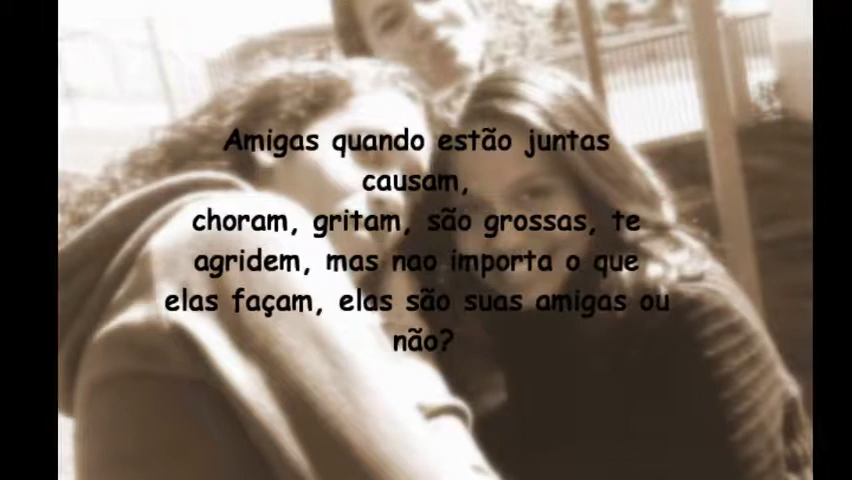 Amigas quando estão juntas
causam,
choram, gritam, são grossas, te
agridem, mas nao importa o que
elas façam, elas são suas amigas ou
não?